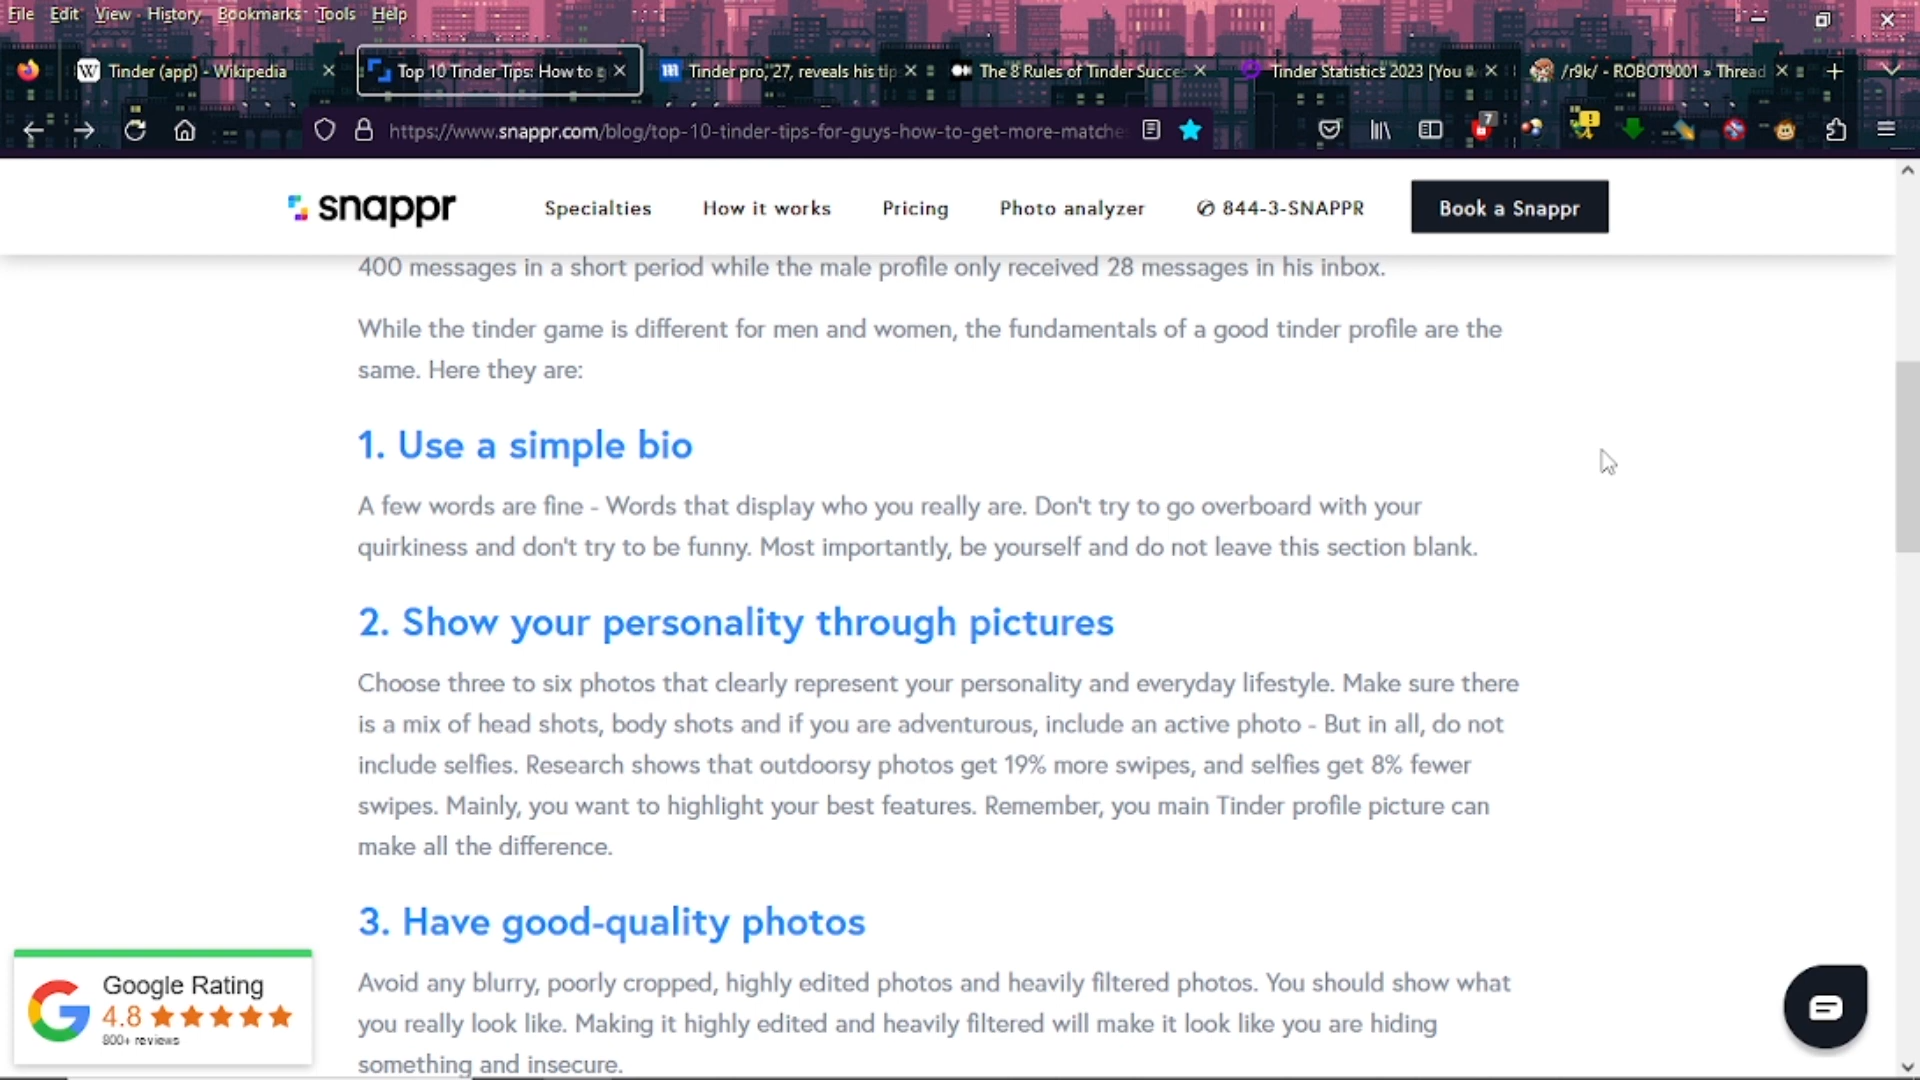 File Edit View History Bookmarks Tools Help
Tinder (app) - Wikipedia
Top 10 Tinder Tips: How to g
Tinder pro, 27, reveals his tip
The 8 Rules of Tinder Succes
Tinder Statistics 2023 [You
/r9k/ - ROBOT9001 » Thread
https://www.snappr.com/blog/top-10-tinder-tips-for-guys-how-to-get-more-matche
7
snappr
Specialties
How it works
Pricing
Photo analyzer
844-3-SNAPPR
Book a Snappr
400 messages in a short period while the male profile only received 28 messages in his inbox.
While the tinder game is different for men and women, the fundamentals of a good tinder profile are the
same. Here they are:
1. Use a simple bio
A few words are fine - Words that display who you really are. Don't try to go overboard with your
quirkiness and don't try to be funny. Most importantly, be yourself and do not leave this section blank.
2. Show your personality through pictures
Choose three to six photos that clearly represent your personality and everyday lifestyle. Make sure there
is a mix of head shots, body shots and if you are adventurous, include an active photo - But in all, do not
include selfies. Research shows that outdoorsy photos get 19% more swipes, and selfies get 8% fewer
swipes. Mainly, you want to highlight your best features. Remember, you main Tinder profile picture can
make all the difference.
3. Have good-quality photos
Avoid any blurry, poorly cropped, highly edited photos and heavily filtered photos. You should show what
you really look like. Making it highly edited and heavily filtered will make it look like you are hiding
something and insecure.
Google Rating
4.8
800+ reviews